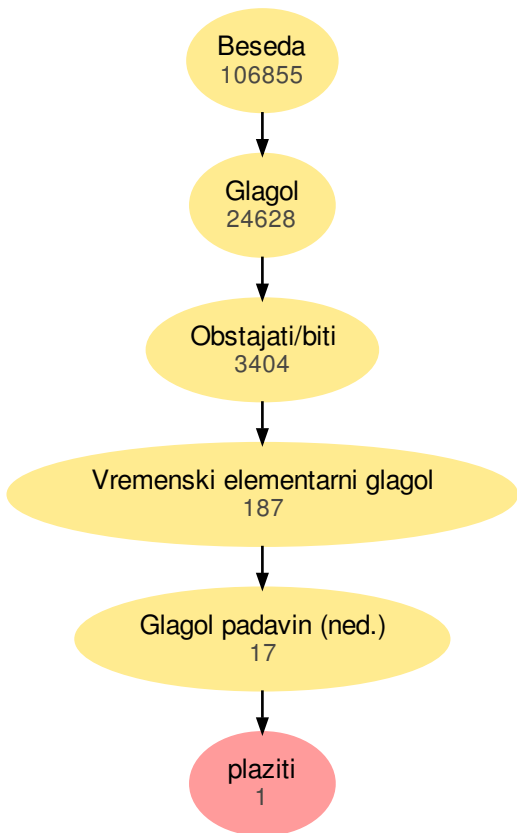 Beseda
106855
Glagol
24628
Obstajati/biti
3404
Vremenski elementarni glagol
187
Glagol padavin (ned.)
17
plaziti
1